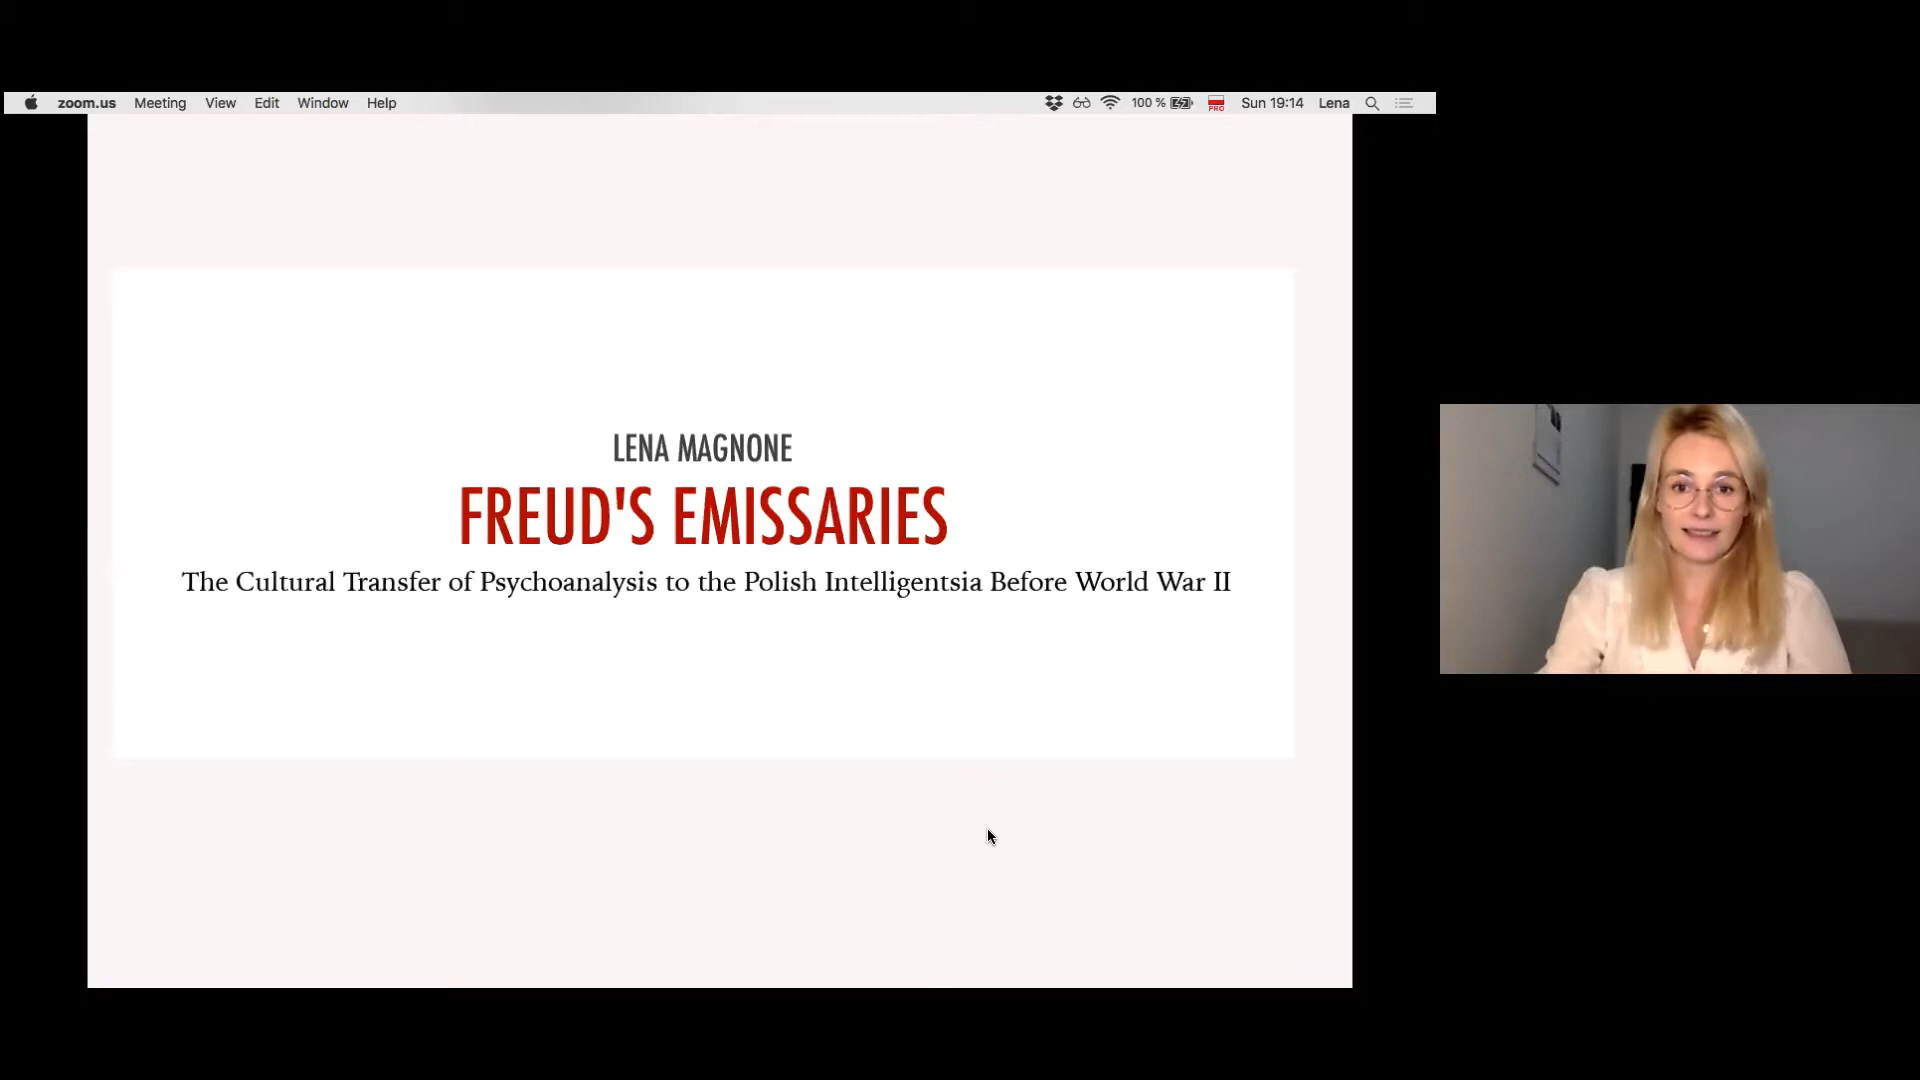 zoom.us Meeting View Edit Window Help 100 % PRO Sun 19:14 Lena
LENA MAGNONE
FREUD'S EMISSARIES
The Cultural Transfer of Psychoanalysis to the Polish Intelligentsia Before World War II